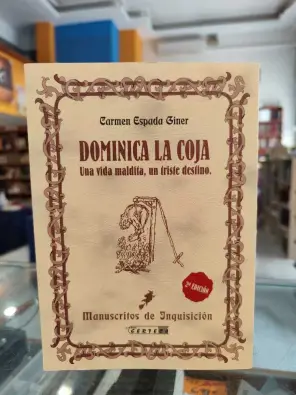 Carmen Espada Giner
DOMINICA LA COJA
Una vida maldita, un triste destino.
2ª EDICIÓN
Manuscritos de Inquisición
CERTEZA